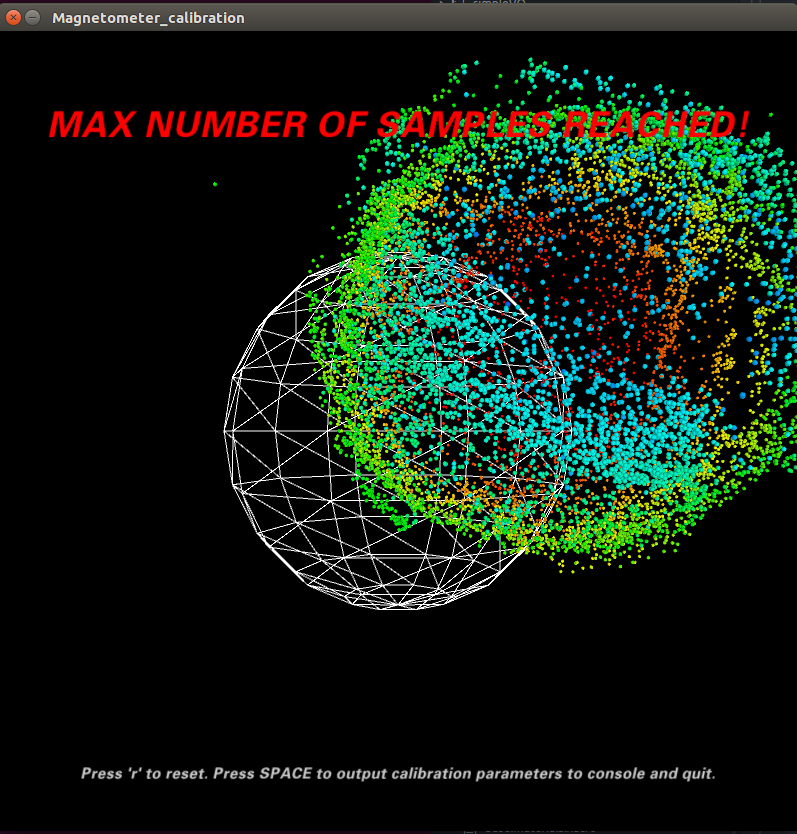 Magnetometer_calibration
MAX NUMBER OF SAMPLES REACHED!
Press 'r' to reset. Press SPACE to output calibration parameters to console and quit.